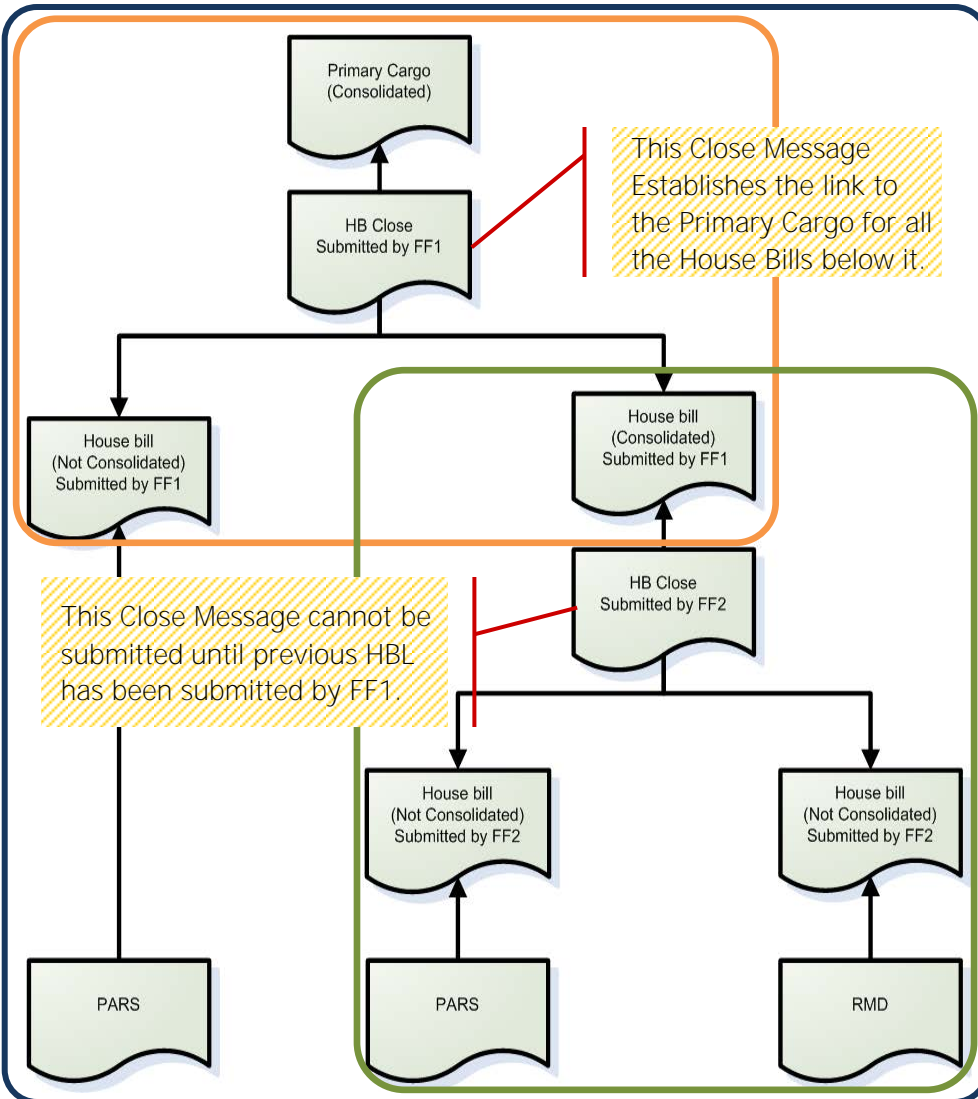 Primary Cargo
(Consolidated)
This Close Message
Establishes the link to
the Primary Cargo for all
the House Bills below it.
HB Close
Submitted by FF1
House bill
(Not Consolidated)
Submitted by FF1
House bill
(Consolidated)
Submitted by FF1
HB Close
Submitted by FF2
This Close Message cannot be
submitted until previous HBL
has been submitted by FF1.
House bill
(Not Consolidated)
Submitted by FF2
House bill
(Not Consolidated)
Submitted by FF2
PARS
PARS
RMD